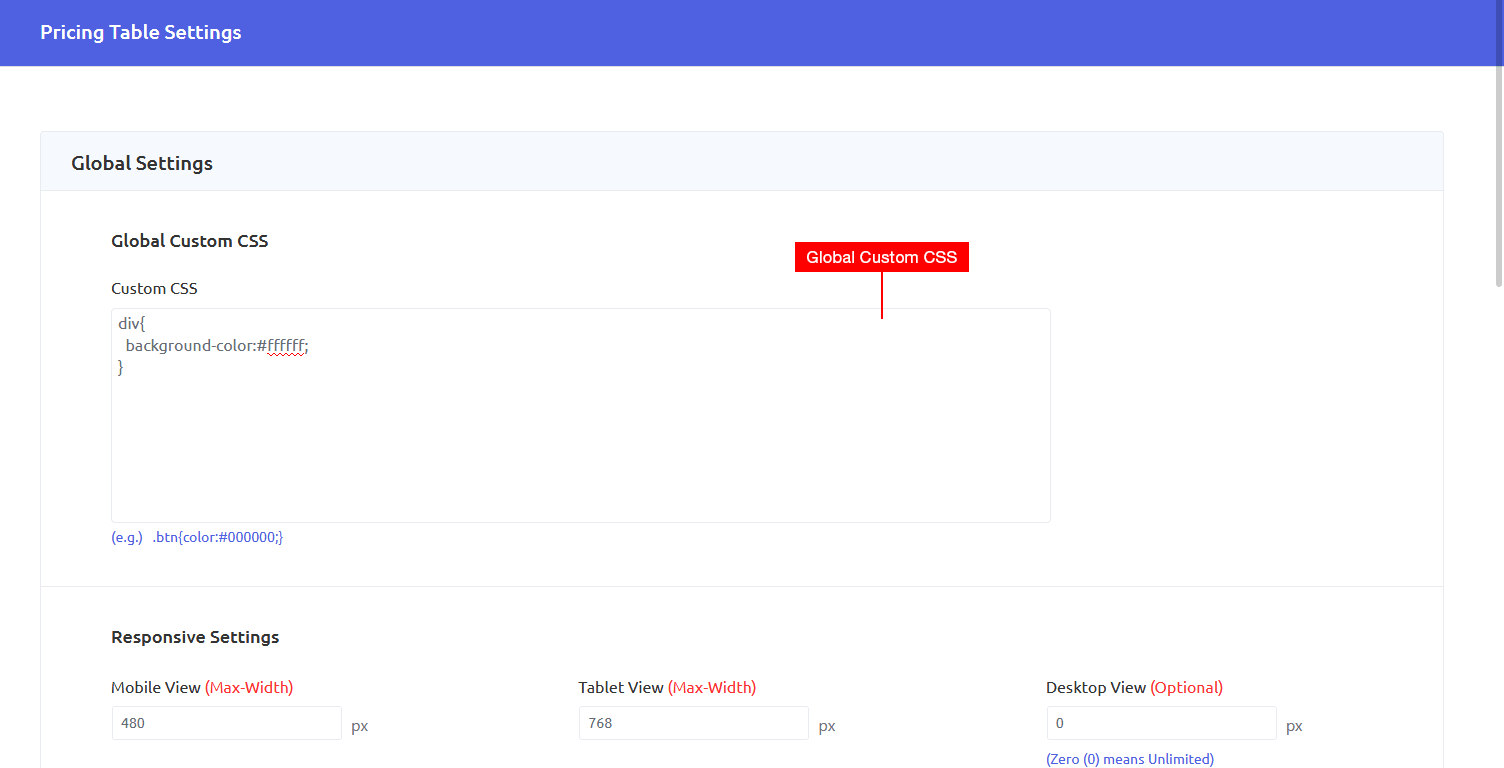 Pricing Table Settings
Global Settings
Global Custom CSS
Global Custom CSS
Custom CSS
div{
  background-color:#ffffff;
}
(e.g.) .btn{color:#000000;}
Responsive Settings
Mobile View (Max-Width) Tablet View (Max-Width) Desktop View (Optional)
480 px 768 px 0 px
(Zero (0) means Unlimited)